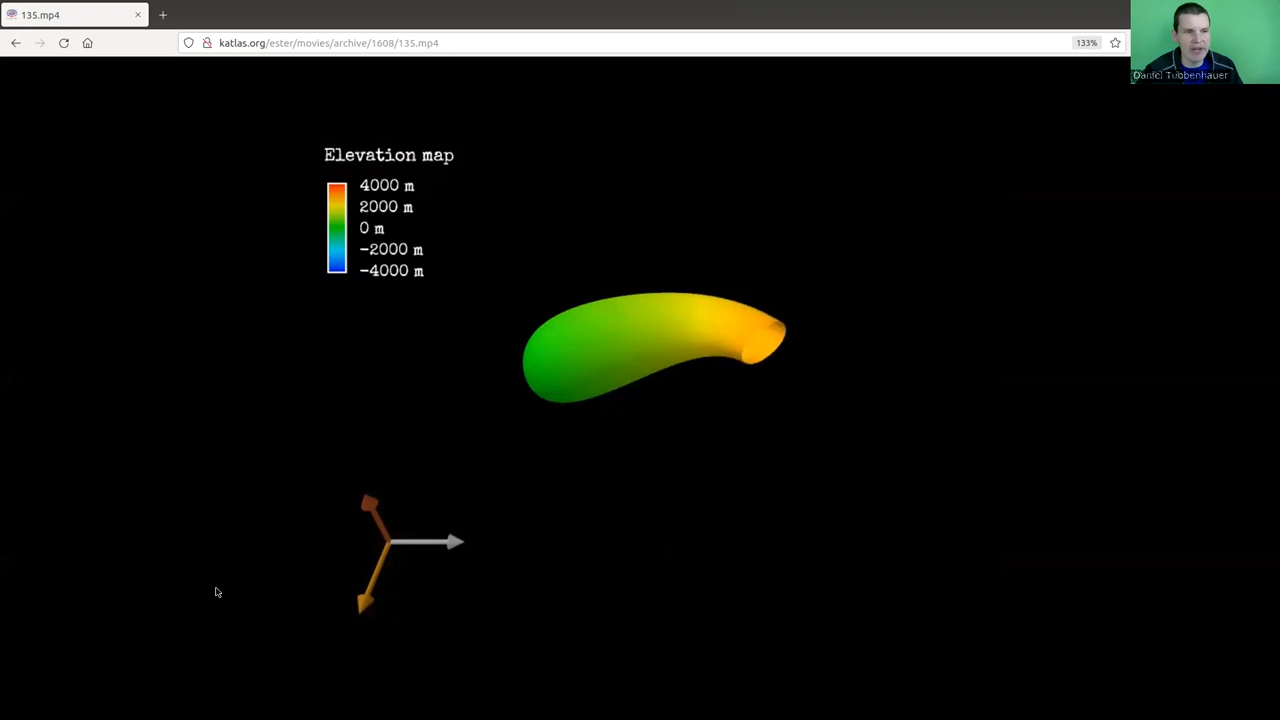 135.mp4
katlas.org/ester/movies/archive/1608/135.mp4
133%
Daniel Tubbenhauer
Elevation map
4000 m
2000 m
0 m
−2000 m
−4000 m